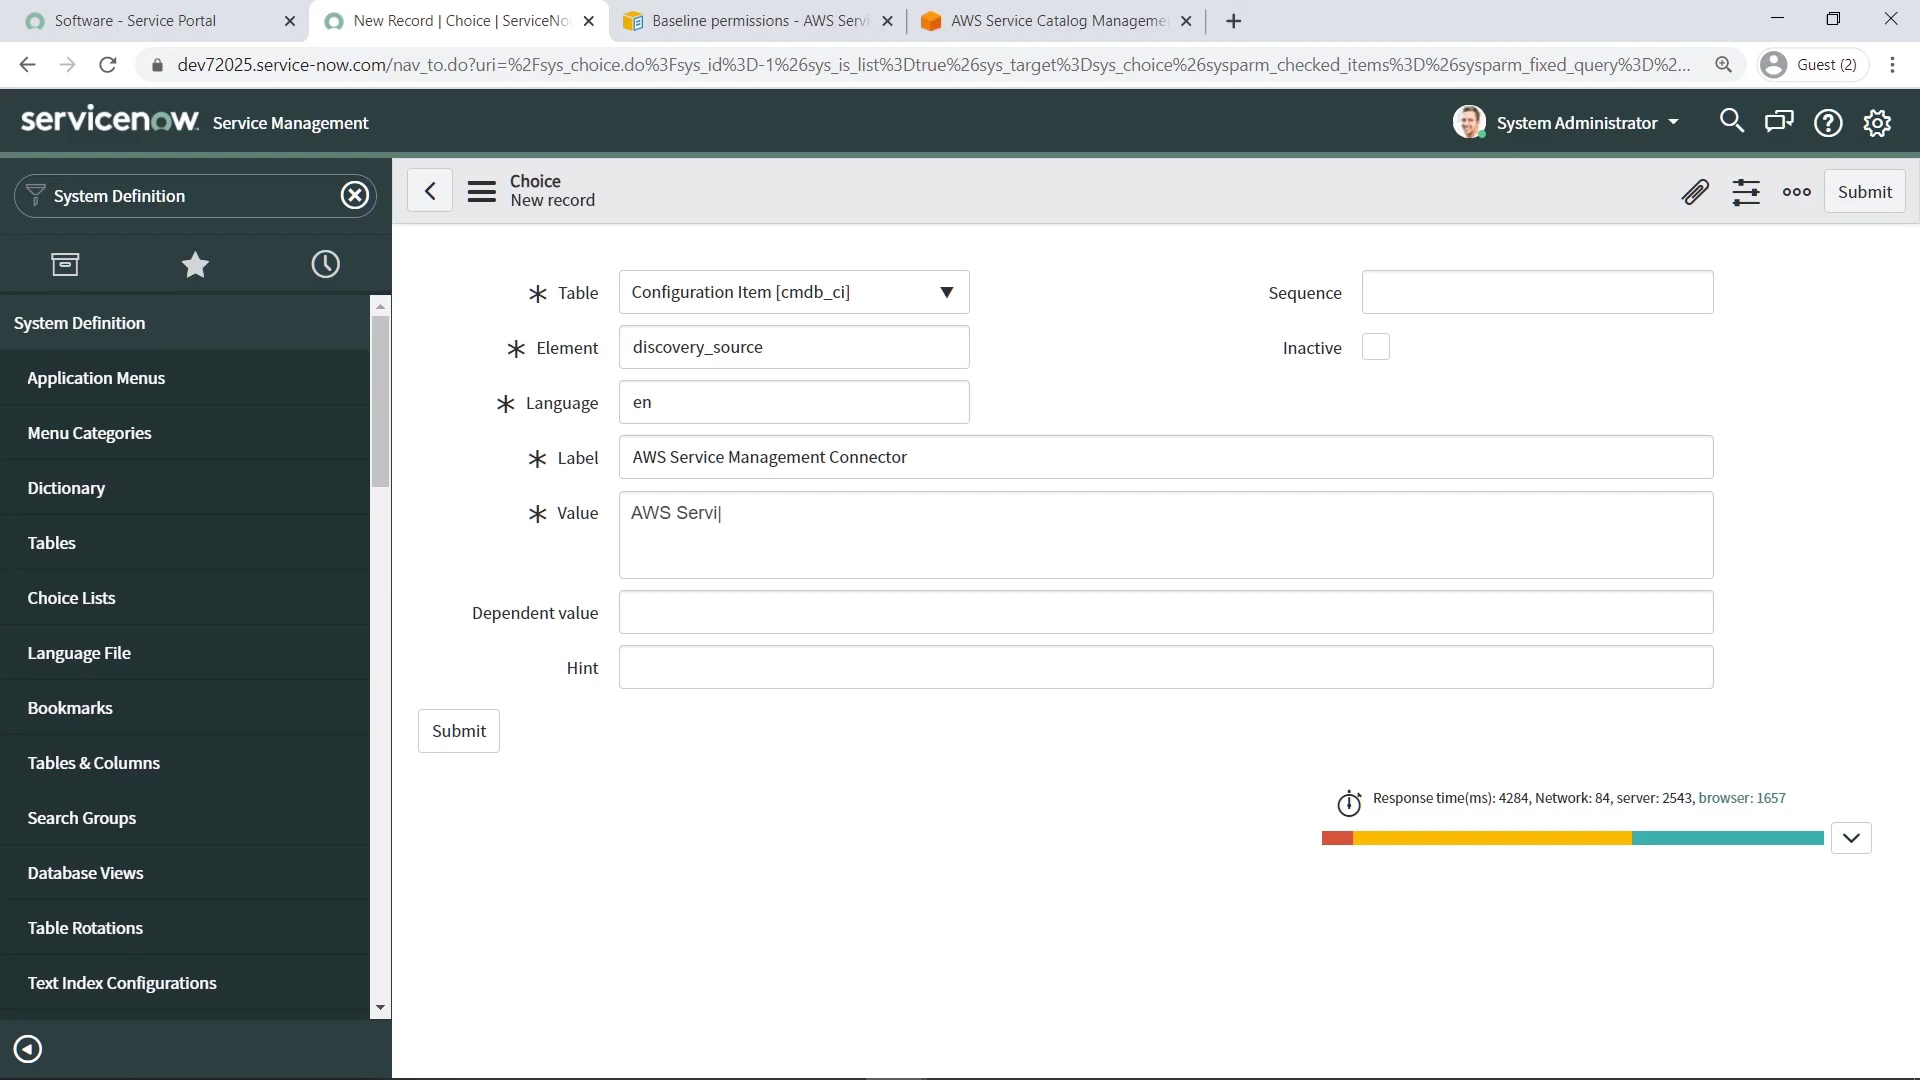 Software - Service Portal
New Record | Choice | ServiceNo
Baseline permissions - AWS Servi
AWS Service Catalog Manageme
dev72025.service-now.com/nav_to.do?uri=%2Fsys_choice.do%3Fsys_id%3D-1%26sys_is_list%3Dtrue%26sys_target%3Dsys_choice%26sysparm_checked_items%3D%26sysparm_fixed_query%3D%2...
Guest (2)
servicenow Service Management
System Administrator
System Definition
Choice
New record
Submit
System Definition
Application Menus
Menu Categories
Dictionary
Tables
Choice Lists
Language File
Bookmarks
Tables & Columns
Search Groups
Database Views
Table Rotations
Text Index Configurations
Table Configuration Item [cmdb_ci]
Sequence
Element discovery_source
Inactive
Language en
Label AWS Service Management Connector
Value AWS Servi
Dependent value
Hint
Submit
Response time(ms): 4284, Network: 84, server: 2543, browser: 1657